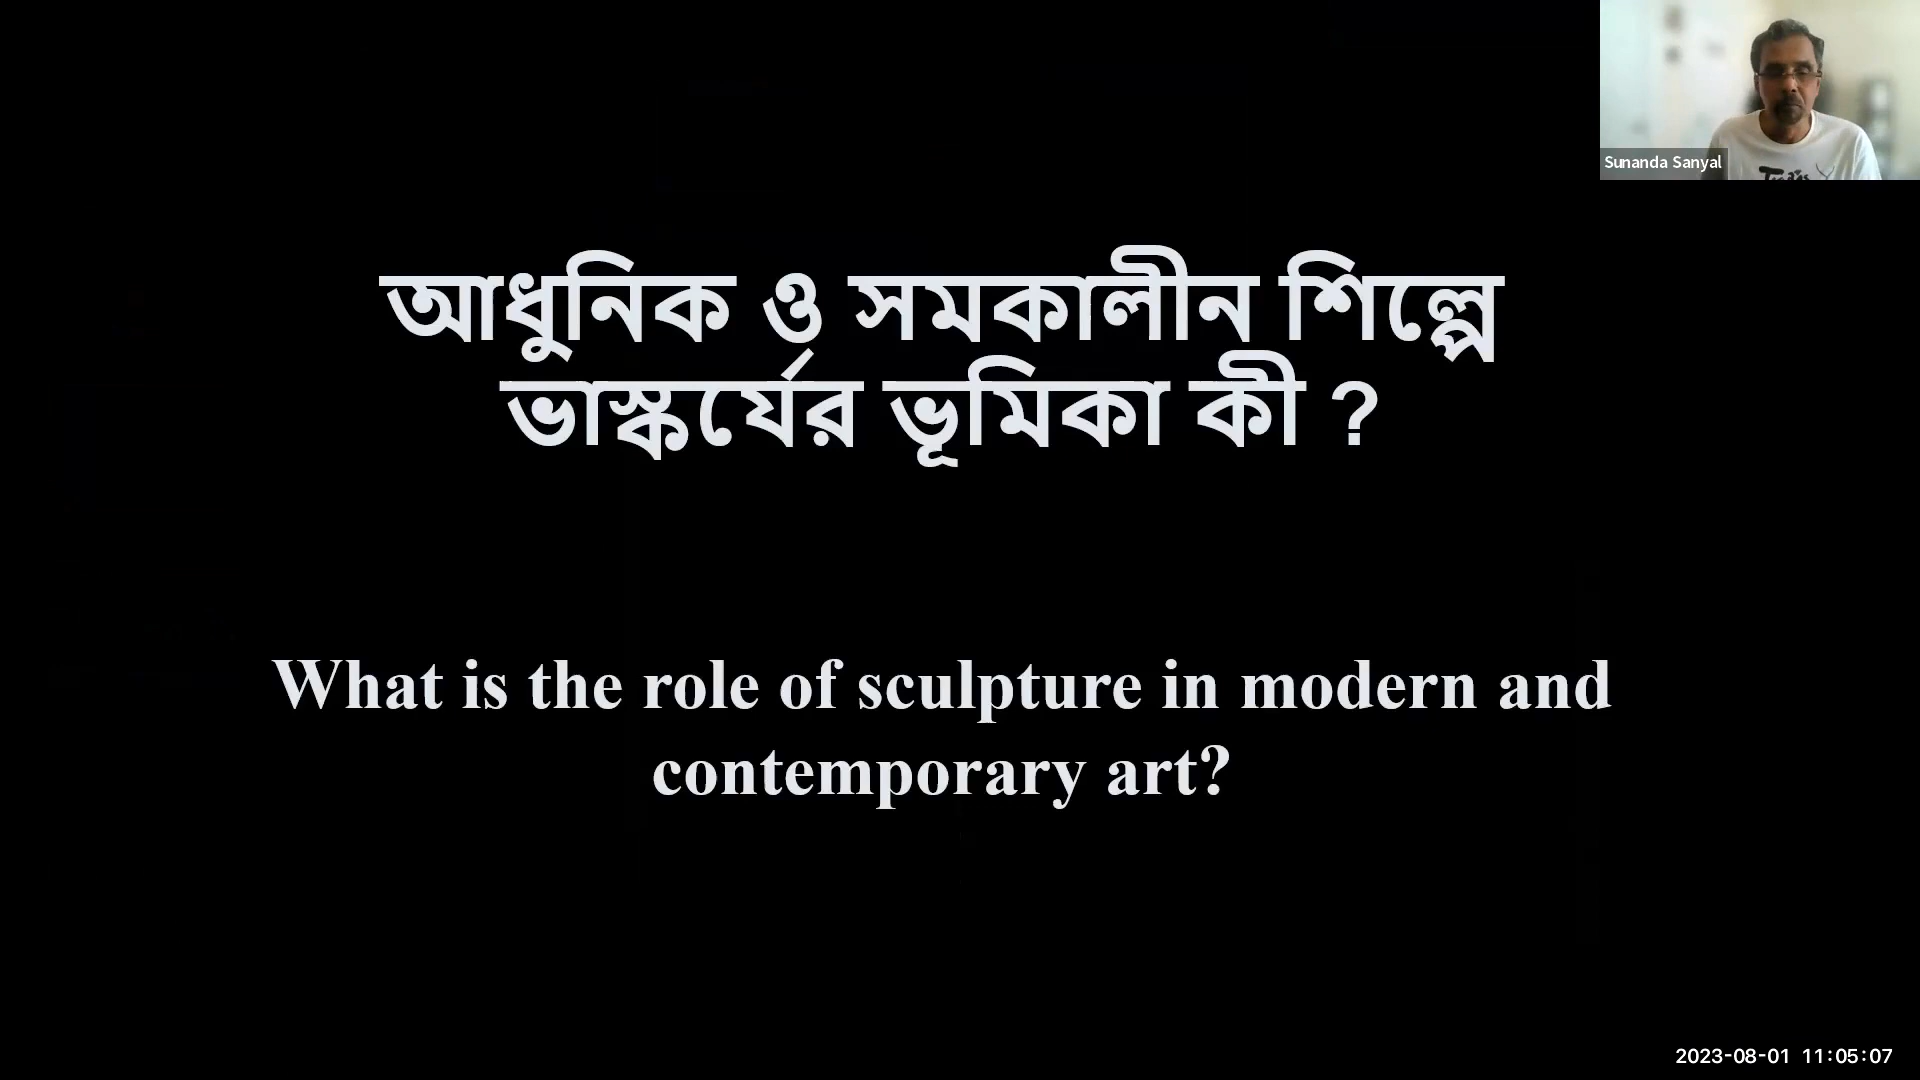 Sunanda Sanyal
আধুনিক ও সমকালীন শিল্পে
ভাস্কর্যের ভূমিকা কী ?
What is the role of sculpture in modern and
contemporary art?
2023-08-01 11:05:07